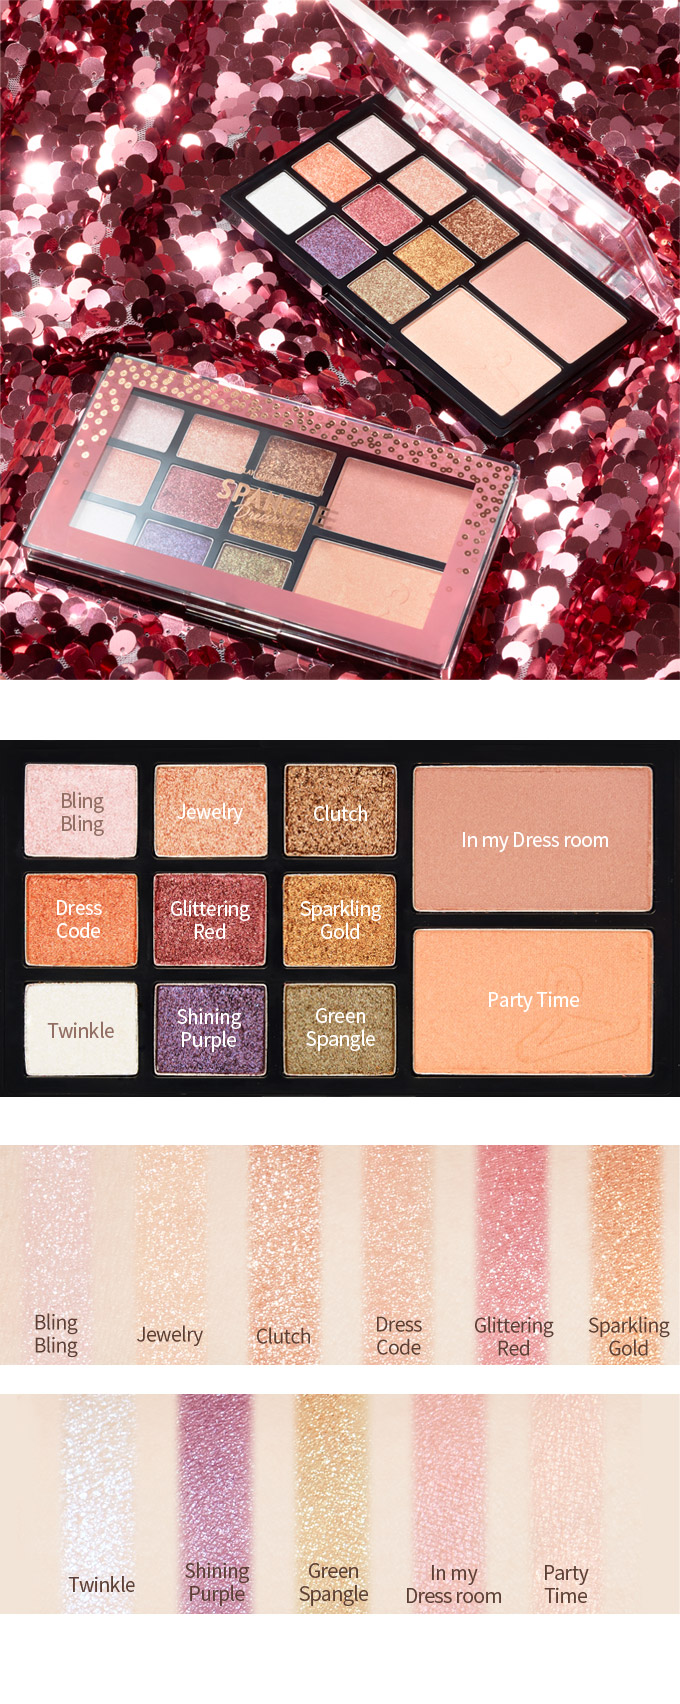 Bling
Bling
Jewelry
Clutch
In my Dress room
Dress
Code
Glittering
Red
Sparkling
Gold
Party Time
Twinkle
Shining
Purple
Green
Spangle
Bling
Bling
Jewelry
Clutch
Dress
Code
Glittering
Red
Sparkling
Gold
Twinkle
Shining
Purple
Green
Spangle
In my
Dress room
Party
Time